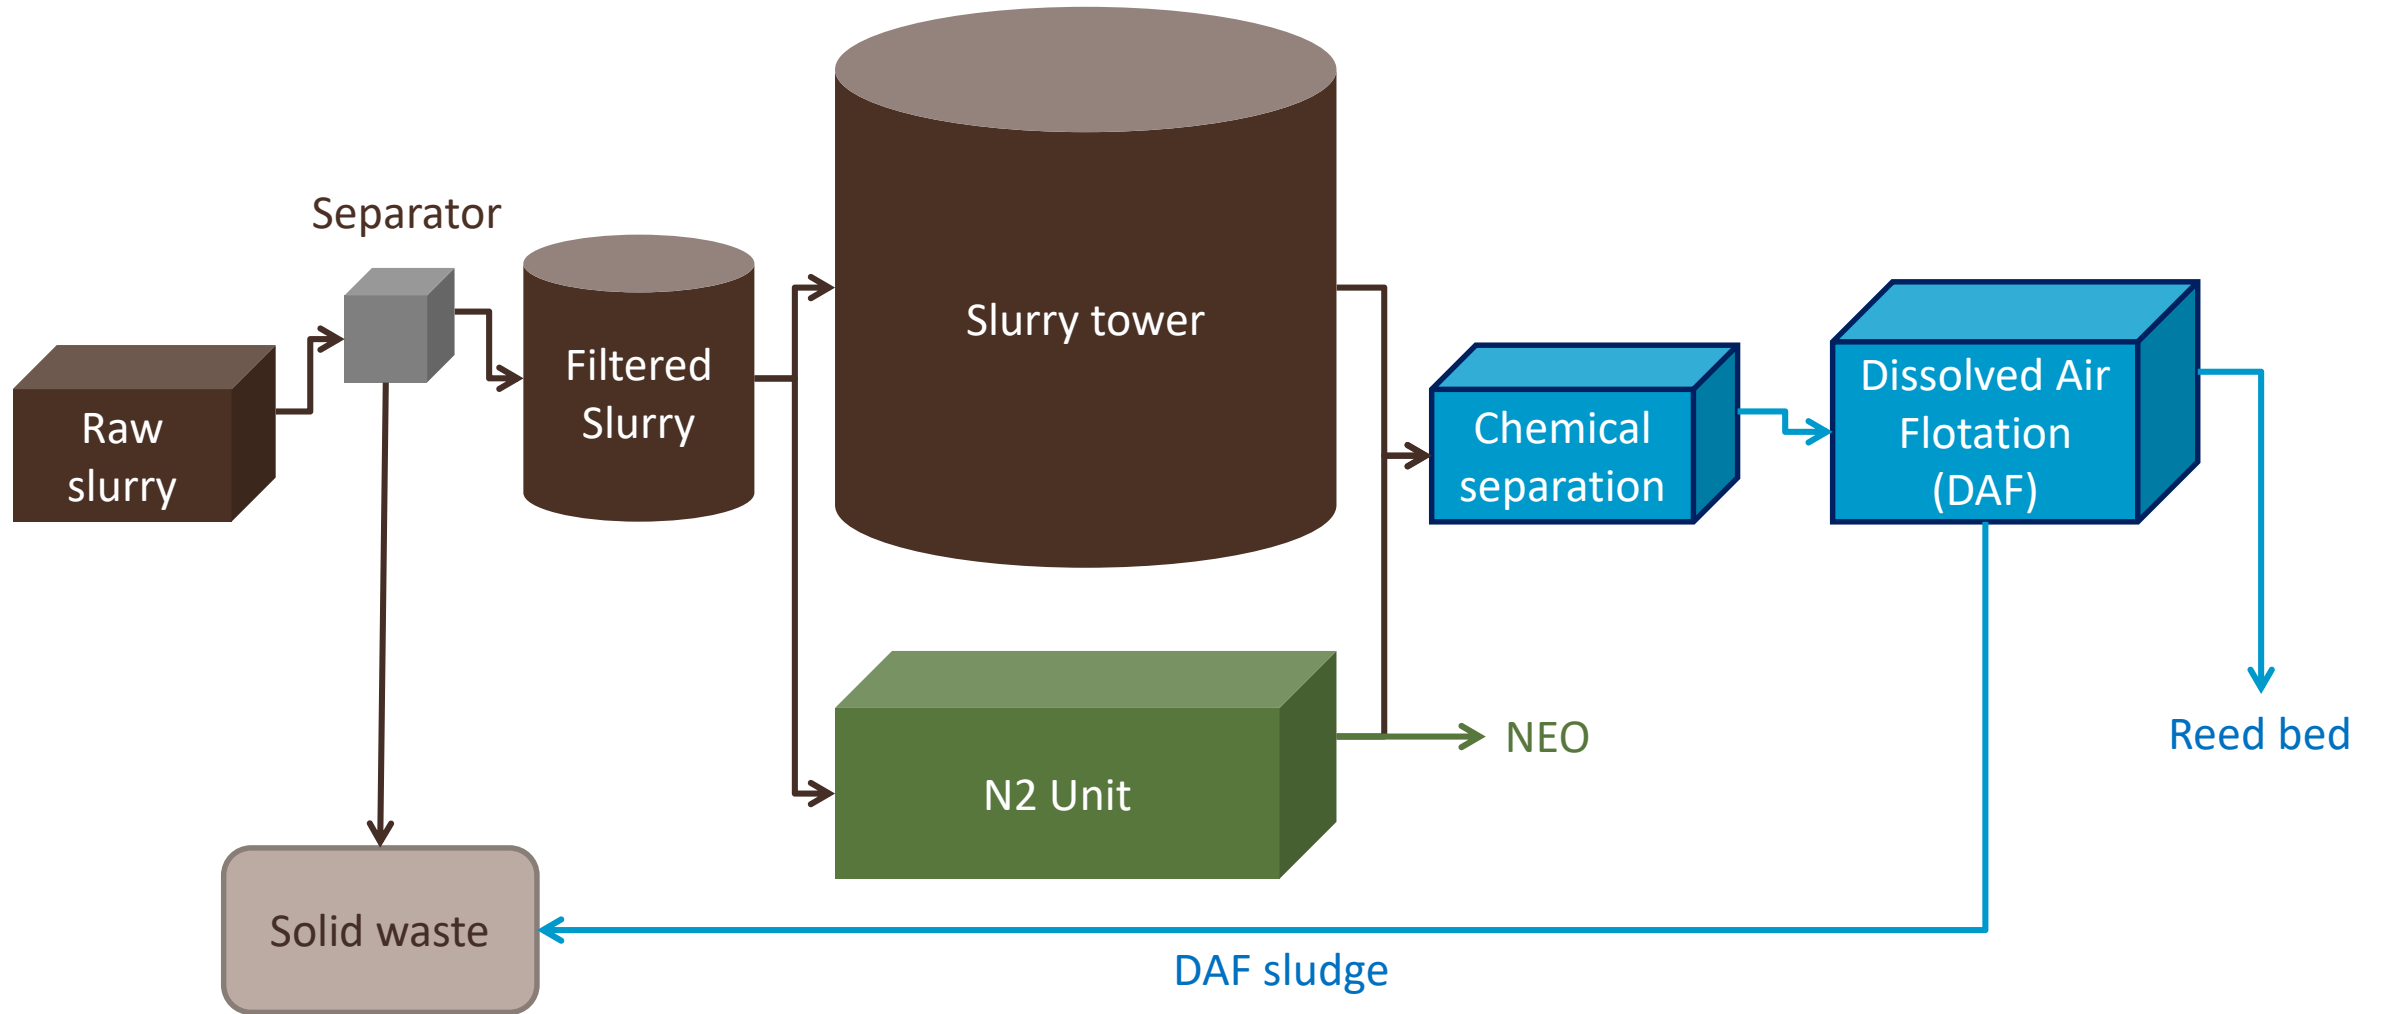 Separator
Raw
slurry
Filtered
Slurry
Slurry tower
N2 Unit
NEO
Chemical
separation
Dissolved Air
Flotation
(DAF)
Reed bed
Solid waste
DAF sludge